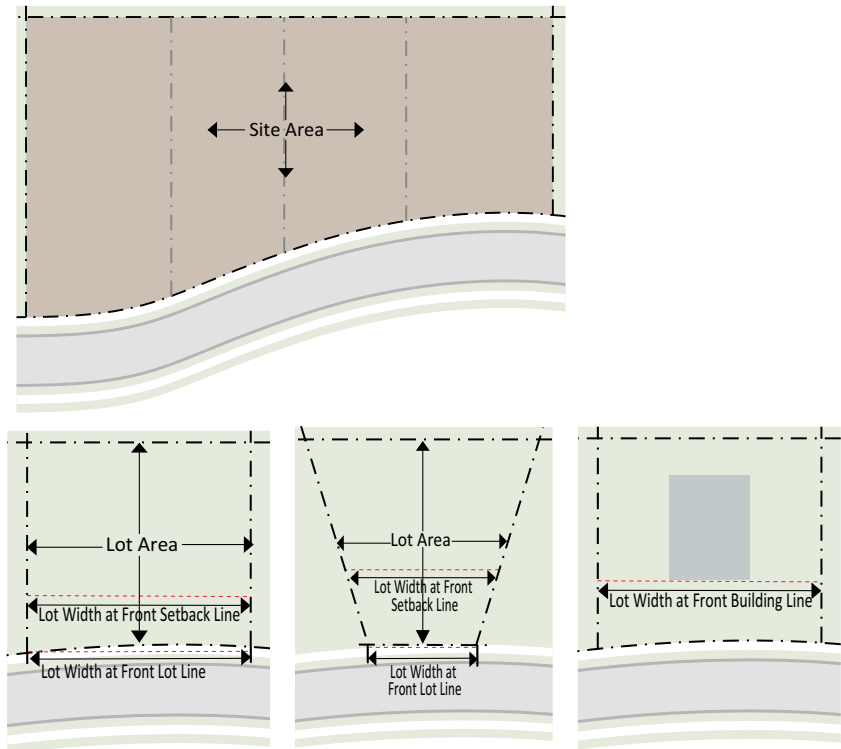 Site Area
Lot Area
Lot Width at Front Setback Line
Lot Width at Front Lot Line
Lot Area
Lot Width at Front
Setback Line
Lot Width at
Front Lot Line
Lot Width at Front Building Line